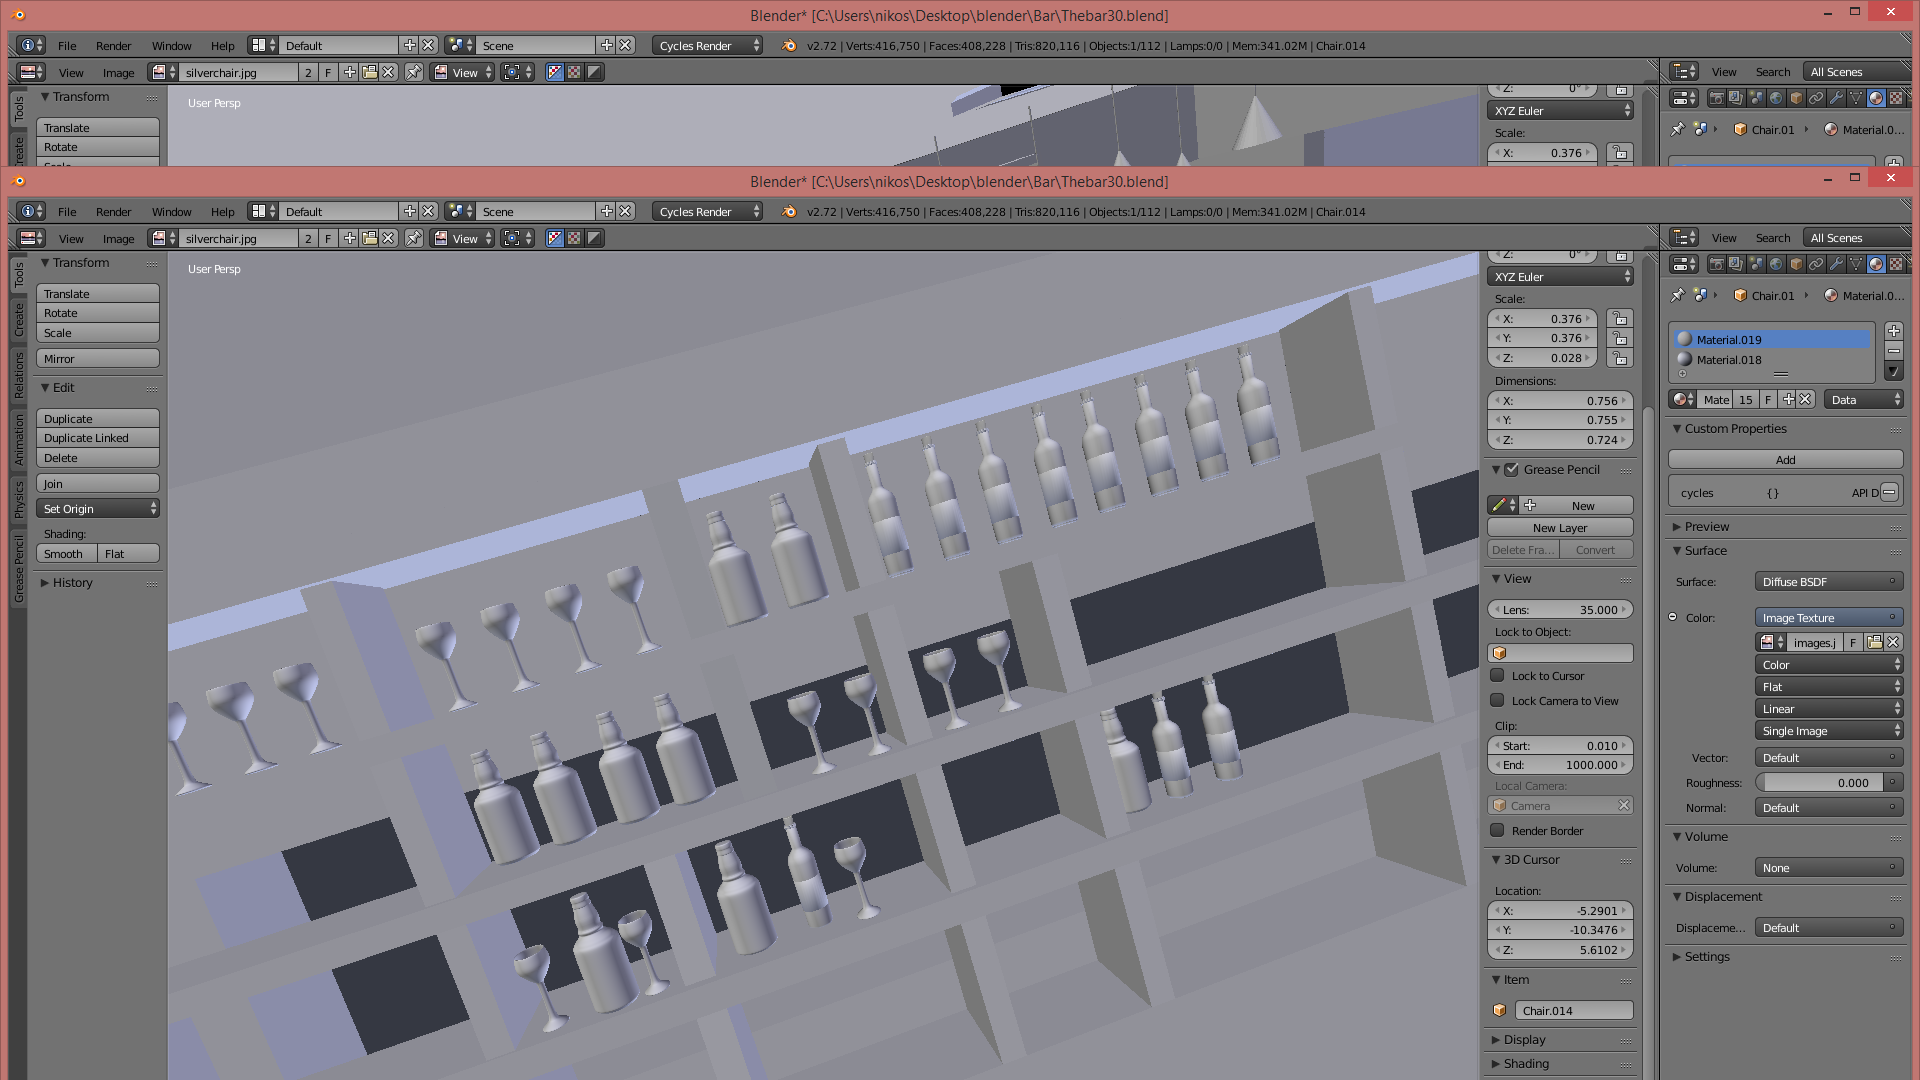 Blender* [C:\Users\nikos\Desktop\blender\Bar\Thebar30.blend]
File Render Window Help Default Scene Cycles Render v2.72 | Verts:416,750 | Faces:408,228 | Tris:820,116 | Objects:1/112 | Lamps:0/0 | Mem:341.02M | Chair.014
View Image silverchair.jpg 2 F View View Search All Scenes
Tools
Create
Transform
Translate
Rotate
User Persp
Z: 0°
XYZ Euler
Scale:
X: 0.376
Chair.01 Material.0...
Blender* [C:\Users\nikos\Desktop\blender\Bar\Thebar30.blend]
File Render Window Help Default Scene Cycles Render v2.72 | Verts:416,750 | Faces:408,228 | Tris:820,116 | Objects:1/112 | Lamps:0/0 | Mem:341.02M | Chair.014
View Image silverchair.jpg 2 F View View Search All Scenes
Tools
Create
Relations
Animation
Physics
Grease Pencil
Transform
Translate
Rotate
Scale
Mirror
Edit
Duplicate
Duplicate Linked
Delete
Join
Set Origin
Shading:
Smooth Flat
History
User Persp
Z: 0°
XYZ Euler
Scale:
X: 0.376
Y: 0.376
Z: 0.028
Dimensions:
X: 0.756
Y: 0.755
Z: 0.724
Grease Pencil
New
New Layer
Delete Fra... Convert
View
Lens: 35.000
Lock to Object:
Lock to Cursor
Lock Camera to View
Clip:
Start: 0.010
End: 1000.000
Local Camera:
Camera
Render Border
3D Cursor
Location:
X: -5.2901
Y: -10.3476
Z: 5.6102
Item
Chair.014
Display
Shading
Chair.01 Material.0...
Material.019
Material.018
Mate 15 F Data
Custom Properties
Add
cycles {} API D
Preview
Surface
Surface: Diffuse BSDF
Color: Image Texture
images.j F
Color
Flat
Linear
Single Image
Vector: Default
Roughness: 0.000
Normal: Default
Volume
Volume: None
Displacement
Displaceme... Default
Settings